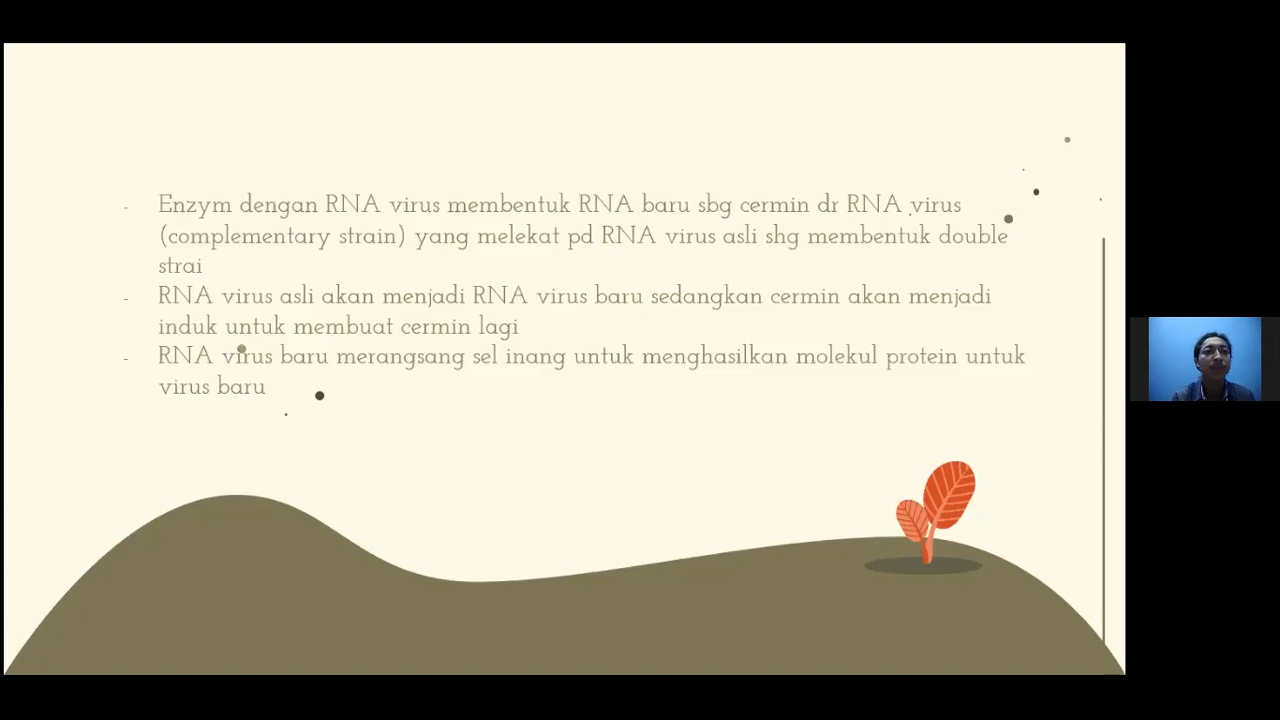 - Enzym dengan RNA virus membentuk RNA baru sbg cermin dr RNA virus
(complementary strain) yang melekat pd RNA virus asli shg membentuk double
strai
- RNA virus asli akan menjadi RNA virus baru sedangkan cermin akan menjadi
induk untuk membuat cermin lagi
- RNA virus baru merangsang sel inang untuk menghasilkan molekul protein untuk
virus baru